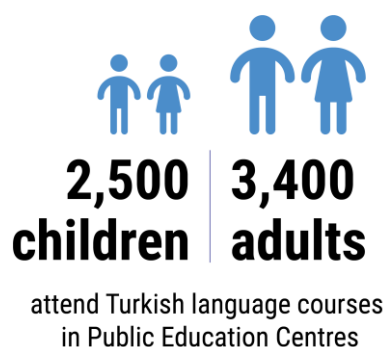 2,500 children
3,400 adults
attend Turkish language courses
in Public Education Centres